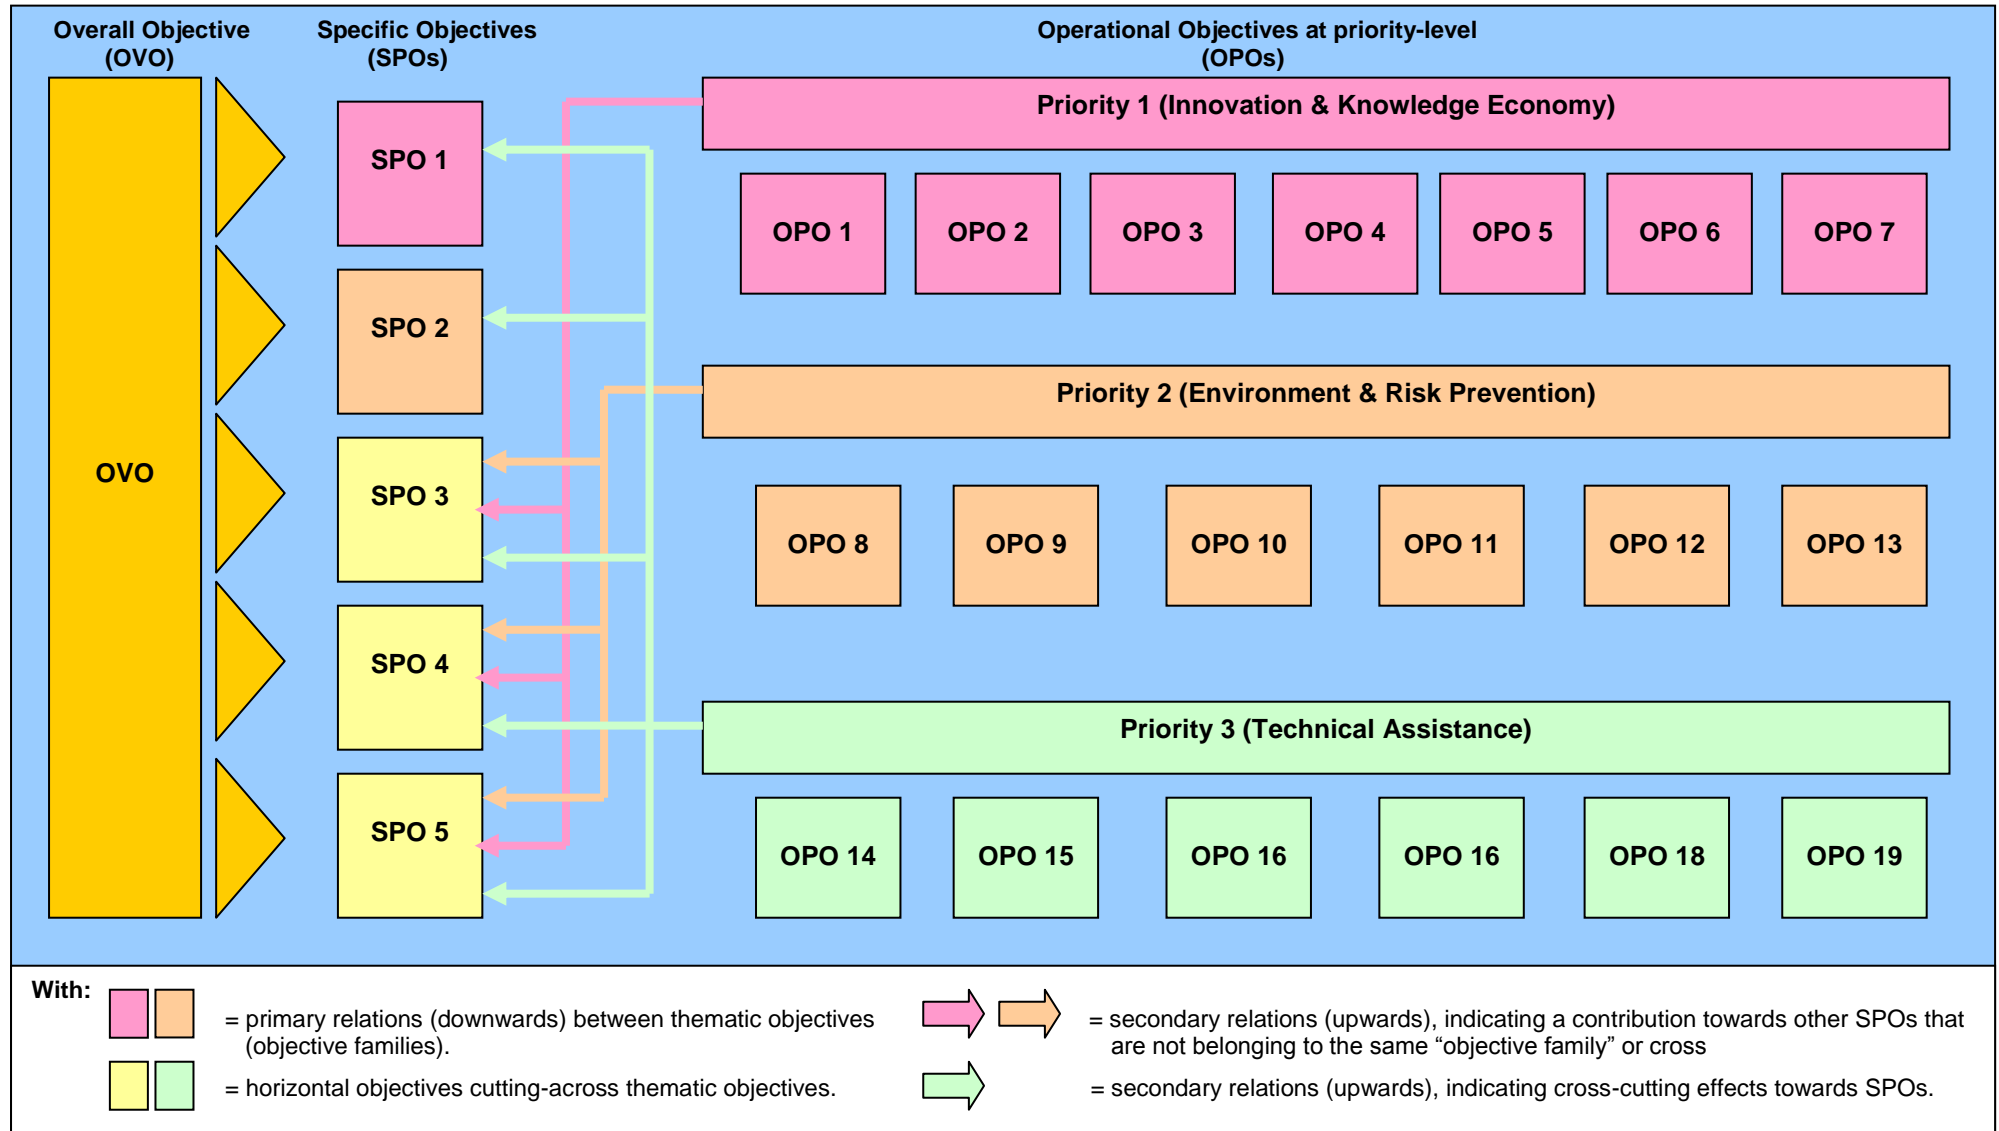 Overall Objective
(OVO)
Specific Objectives
(SPOs)
Operational Objectives at priority-level
(OPOs)
OVO
SPO 1
SPO 2
SPO 3
SPO 4
SPO 5
Priority 1 (Innovation & Knowledge Economy)
OPO 1
OPO 2
OPO 3
OPO 4
OPO 5
OPO 6
OPO 7
Priority 2 (Environment & Risk Prevention)
OPO 8
OPO 9
OPO 10
OPO 11
OPO 12
OPO 13
Priority 3 (Technical Assistance)
OPO 14
OPO 15
OPO 16
OPO 16
OPO 18
OPO 19
With:
= primary relations (downwards) between thematic objectives
(objective families).
= horizontal objectives cutting-across thematic objectives.
= secondary relations (upwards), indicating a contribution towards other SPOs that
are not belonging to the same “objective family” or cross
= secondary relations (upwards), indicating cross-cutting effects towards SPOs.